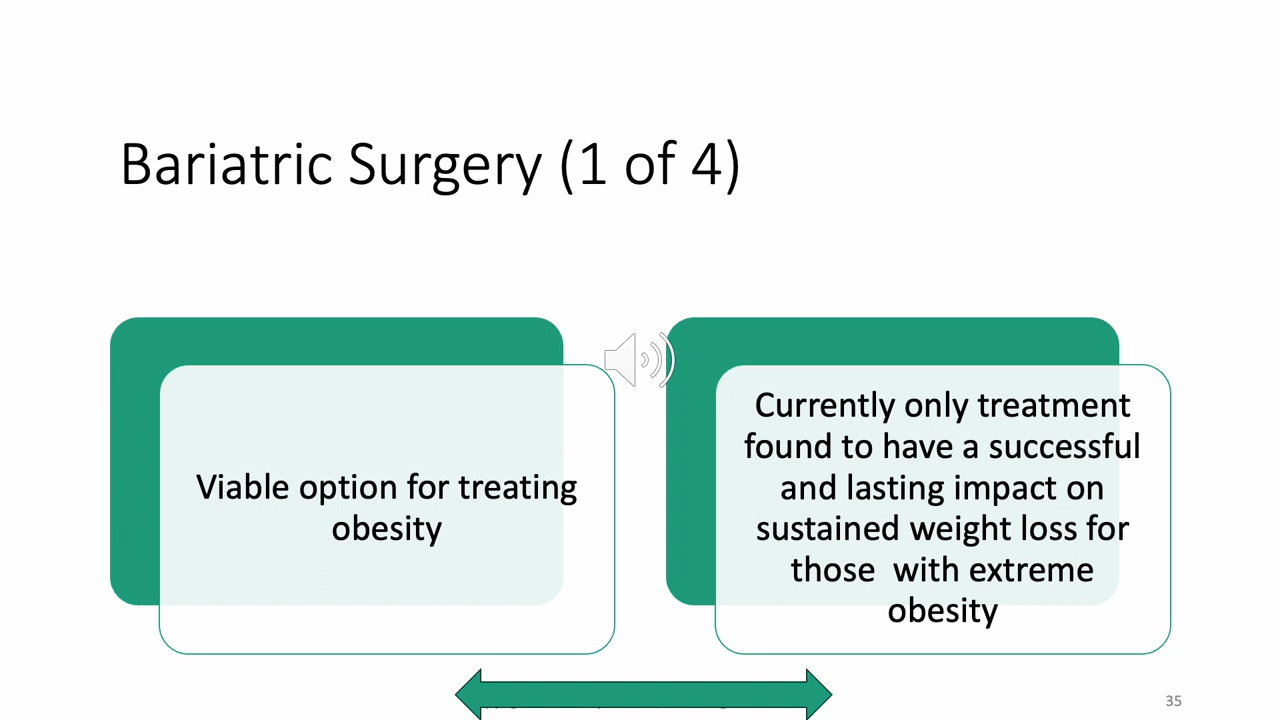 Bariatric Surgery (1 of 4)
Viable option for treating
obesity
Currently only treatment
found to have a successful
and lasting impact on
sustained weight loss for
those  with extreme
obesity
35